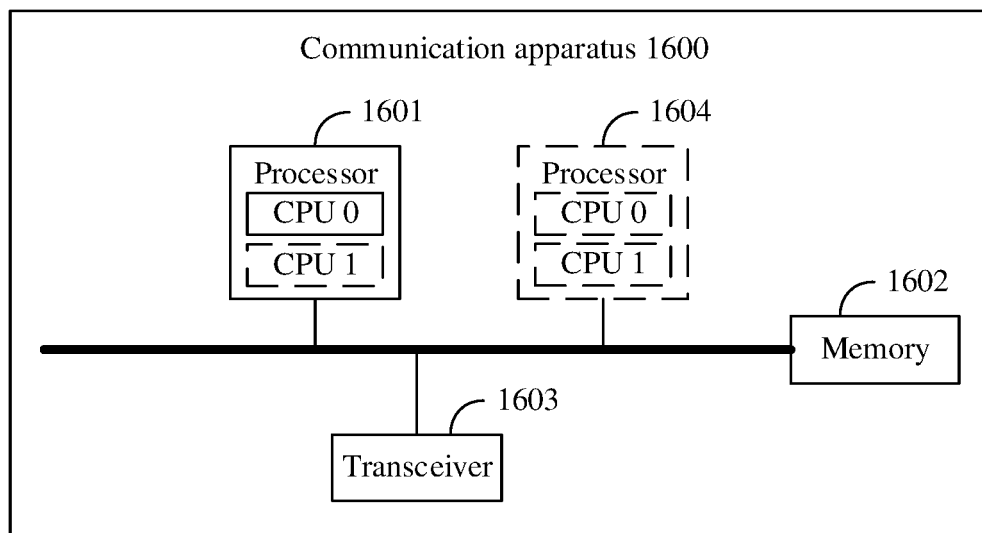 Communication apparatus 1600
1601
1604
Processor
CPU 0
CPU 1
Processor
CPU 0
CPU 1
1602
Memory
1603
Transceiver